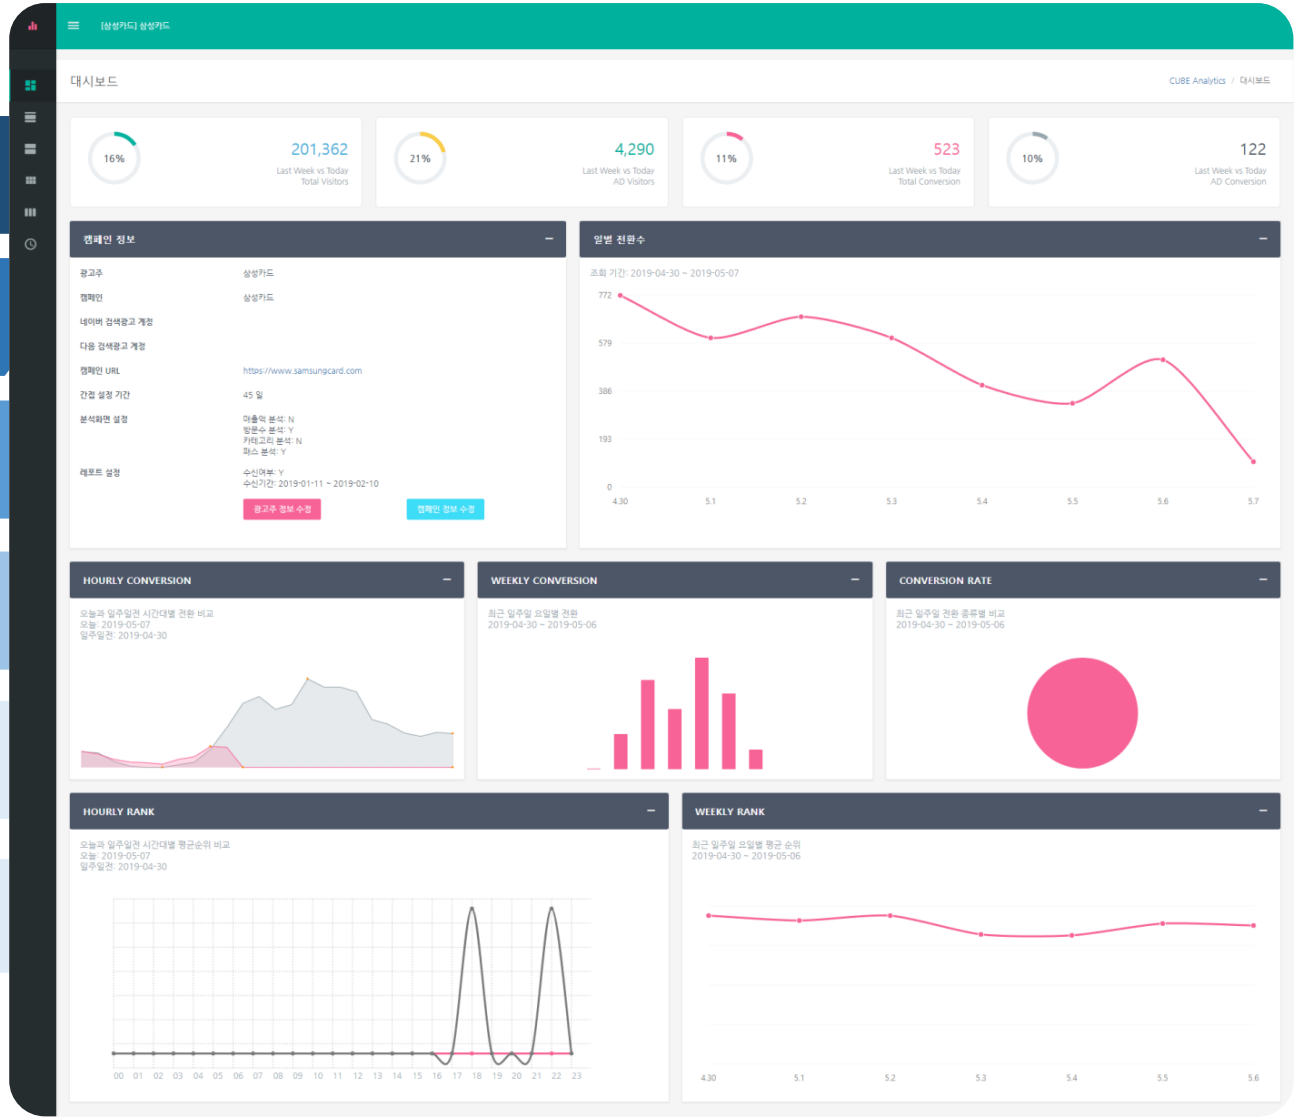 [삼성카드] 삼성카드
대시보드
CUBE Analytics / 대시보드
16%
201,362
Last Week vs Today
Total Visitors
21%
4,290
Last Week vs Today
AD Visitors
11%
523
Last Week vs Today
Total Conversion
10%
122
Last Week vs Today
AD Conversion
캠페인 정보
광고주 삼성카드
캠페인 삼성카드
네이버 검색광고 계정
다음 검색광고 계정
캠페인 URL https://www.samsungcard.com
간접 설정 기간 45 일
분석화면 설정 매출액 분석: N
방문수 분석: Y
카테고리 분석: N
패스 분석: Y
레포트 설정 수신여부: Y
수신기간: 2019-01-11 ~ 2019-02-10
광고주 정보 수정 캠페인 정보 수정
일별 전환수
조회 기간: 2019-04-30 ~ 2019-05-07
772
579
386
193
0
4.30 5.1 5.2 5.3 5.4 5.5 5.6 5.7
HOURLY CONVERSION
오늘과 일주일전 시간대별 전환 비교
오늘: 2019-05-07
일주일전: 2019-04-30
WEEKLY CONVERSION
최근 일주일 요일별 전환
2019-04-30 ~ 2019-05-06
CONVERSION RATE
최근 일주일 전환 종류별 비교
2019-04-30 ~ 2019-05-06
HOURLY RANK
오늘과 일주일전 시간대별 평균순위 비교
오늘: 2019-05-07
일주일전: 2019-04-30
00 01 02 03 04 05 06 07 08 09 10 11 12 13 14 15 16 17 18 19 20 21 22 23
WEEKLY RANK
최근 일주일 요일별 평균 순위
2019-04-30 ~ 2019-05-06
4.30 5.1 5.2 5.3 5.4 5.5 5.6